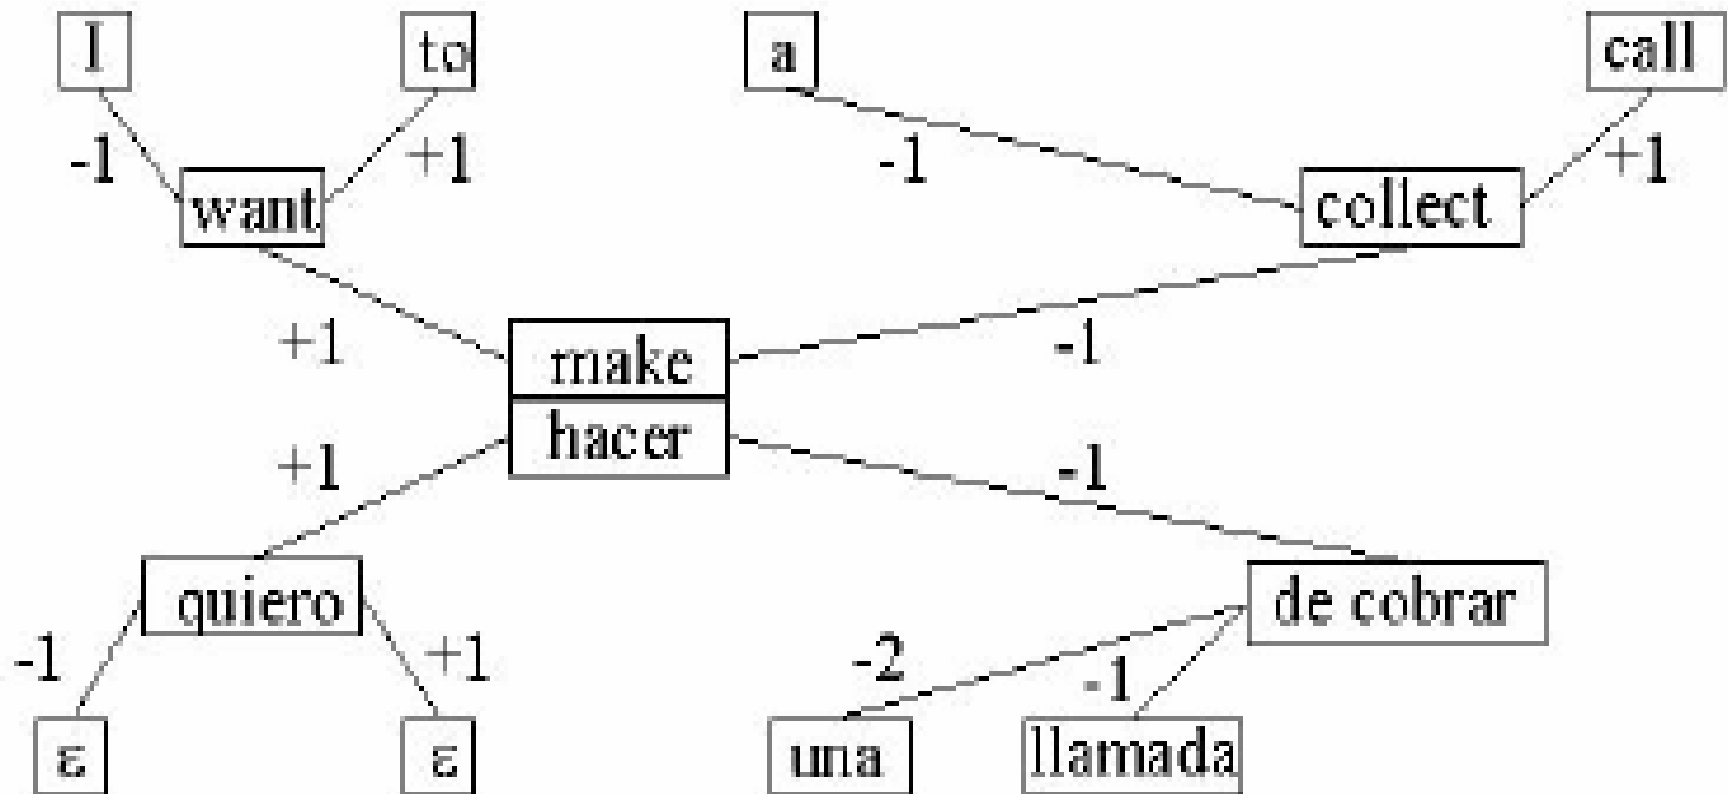 I to a call
-1 +1 -1 +1
want collect
+1 -1
make
hacer
+1 -1
quiero de cobrar
-1 +1 -2 -1
ε ε una llamada